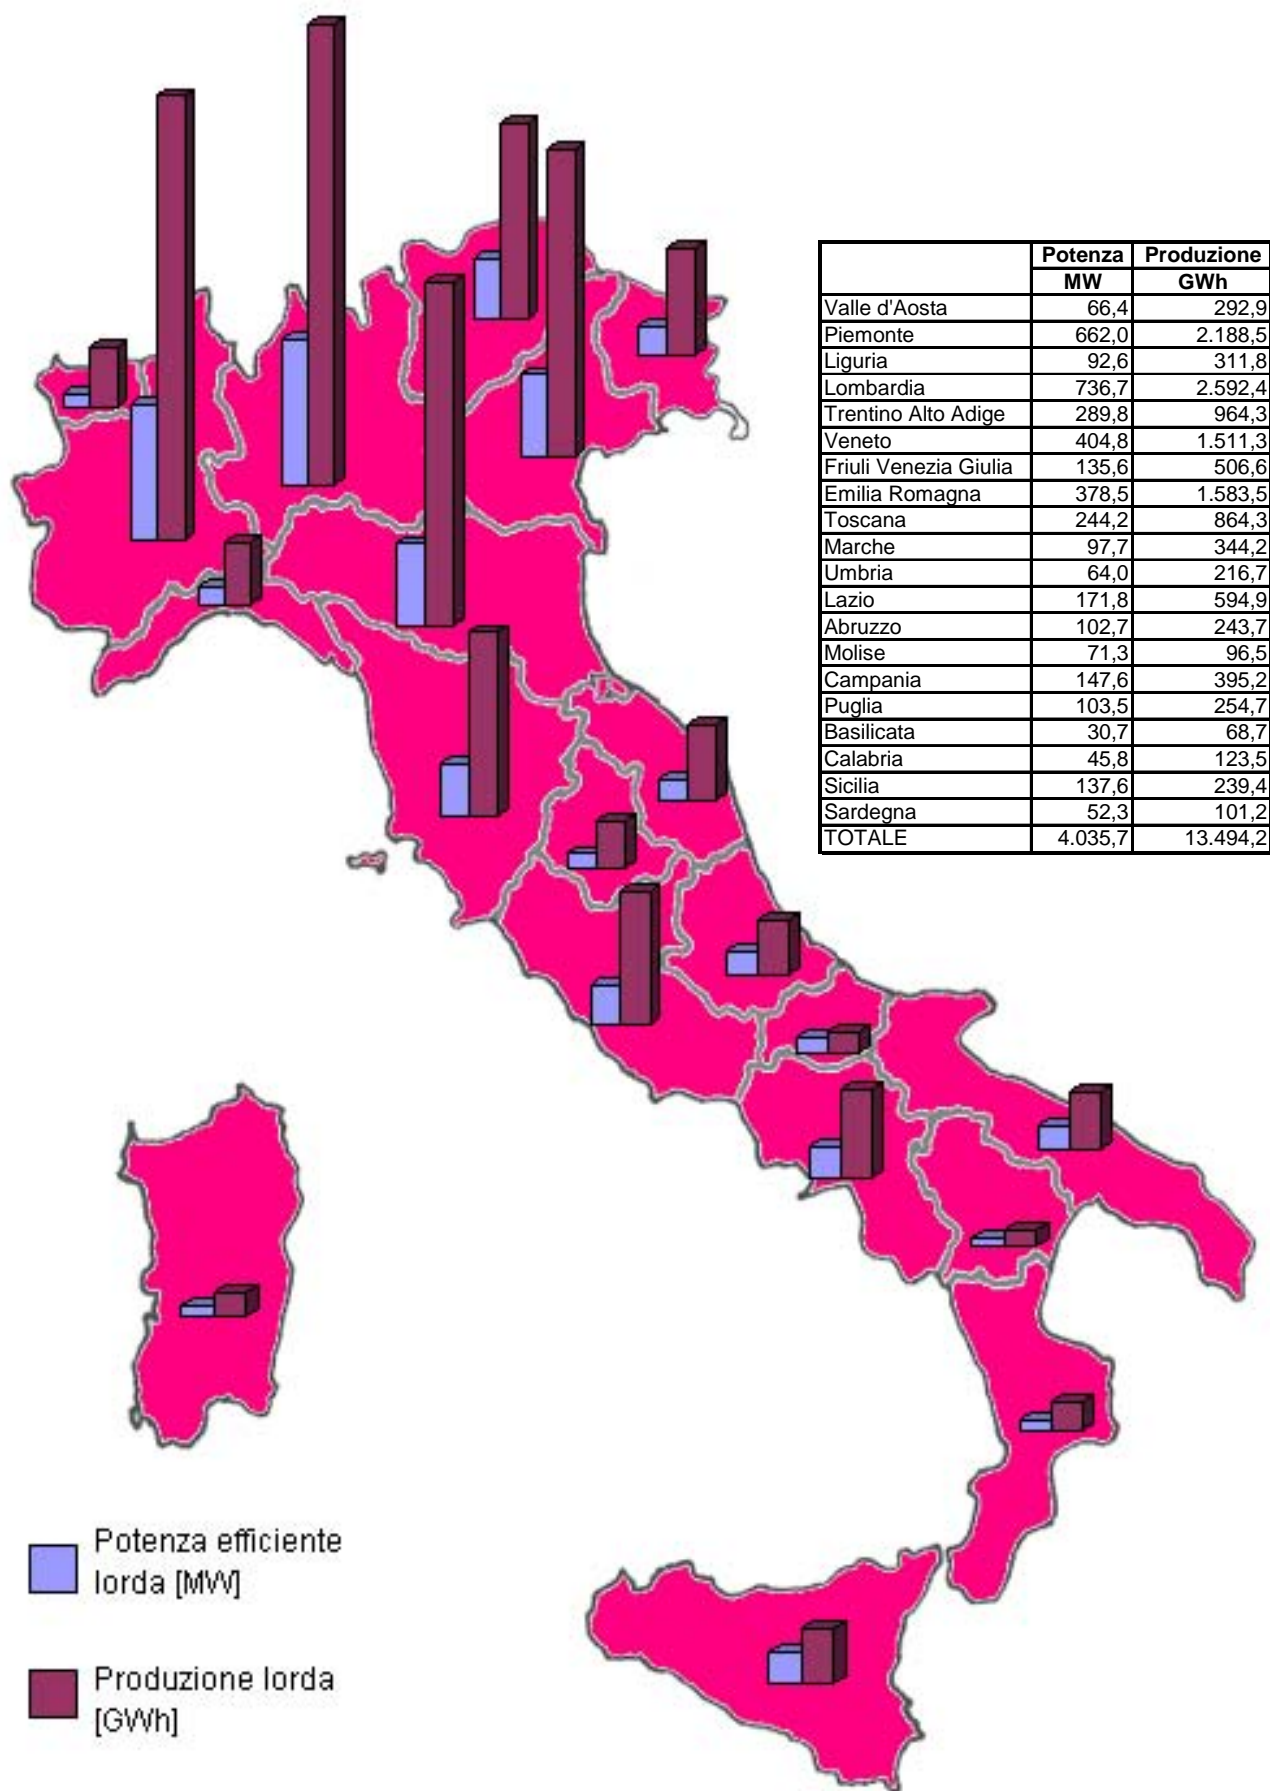 Potenza Produzione
MW GWh
Valle d'Aosta 66,4 292,9
Piemonte 662,0 2.188,5
Liguria 92,6 311,8
Lombardia 736,7 2.592,4
Trentino Alto Adige 289,8 964,3
Veneto 404,8 1.511,3
Friuli Venezia Giulia 135,6 506,6
Emilia Romagna 378,5 1.583,5
Toscana 244,2 864,3
Marche 97,7 344,2
Umbria 64,0 216,7
Lazio 171,8 594,9
Abruzzo 102,7 243,7
Molise 71,3 96,5
Campania 147,6 395,2
Puglia 103,5 254,7
Basilicata 30,7 68,7
Calabria 45,8 123,5
Sicilia 137,6 239,4
Sardegna 52,3 101,2
TOTALE 4.035,7 13.494,2
Potenza efficiente
lorda [MW]
Produzione lorda
[GWh]